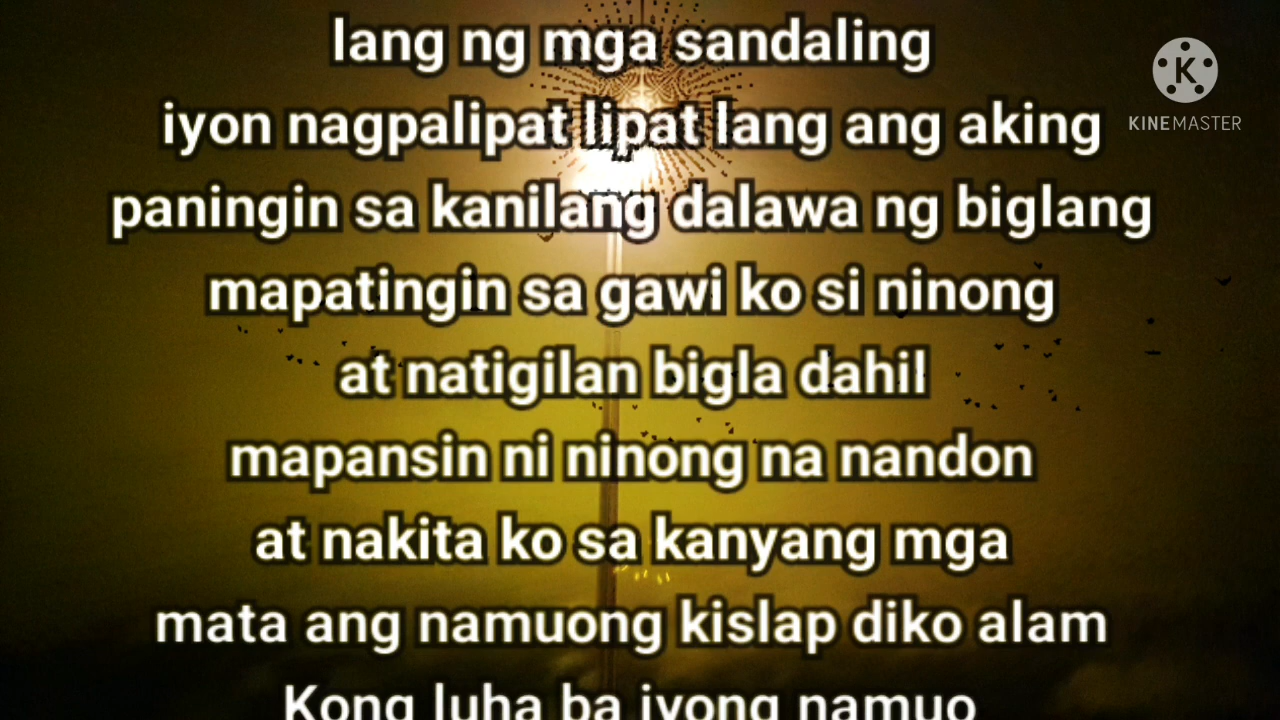 lang ng mga sandaling
iyon nagpalipat lipat lang ang aking
paningin sa kanilang dalawa ng biglang
mapatingin sa gawi ko si ninong
at natigilan bigla dahil
mapansin ni ninong na nandon
at nakita ko sa kanyang mga
mata ang namuong kislap diko alam
Kong luha ba iyong namuo
K
KINEMASTER